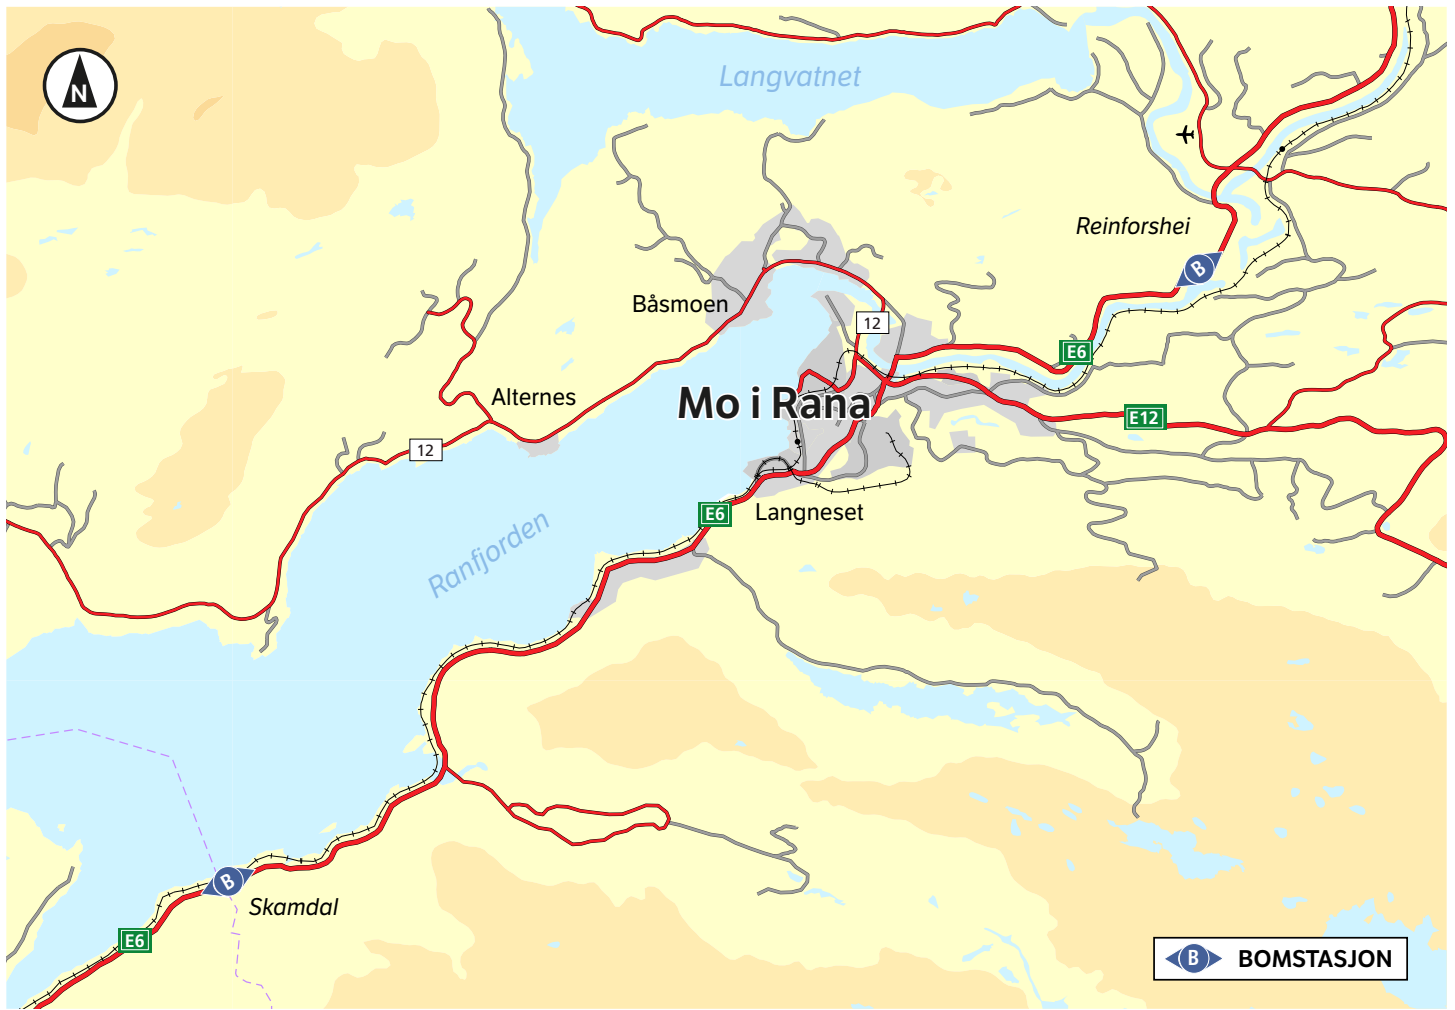 N
Langvatnet
Reinforshei
B
Båsmoen
12
E6
Alternes
Mo i Rana
E12
12
Ranfjorden
E6
Langneset
B
Skamdal
E6
B BOMSTASJON